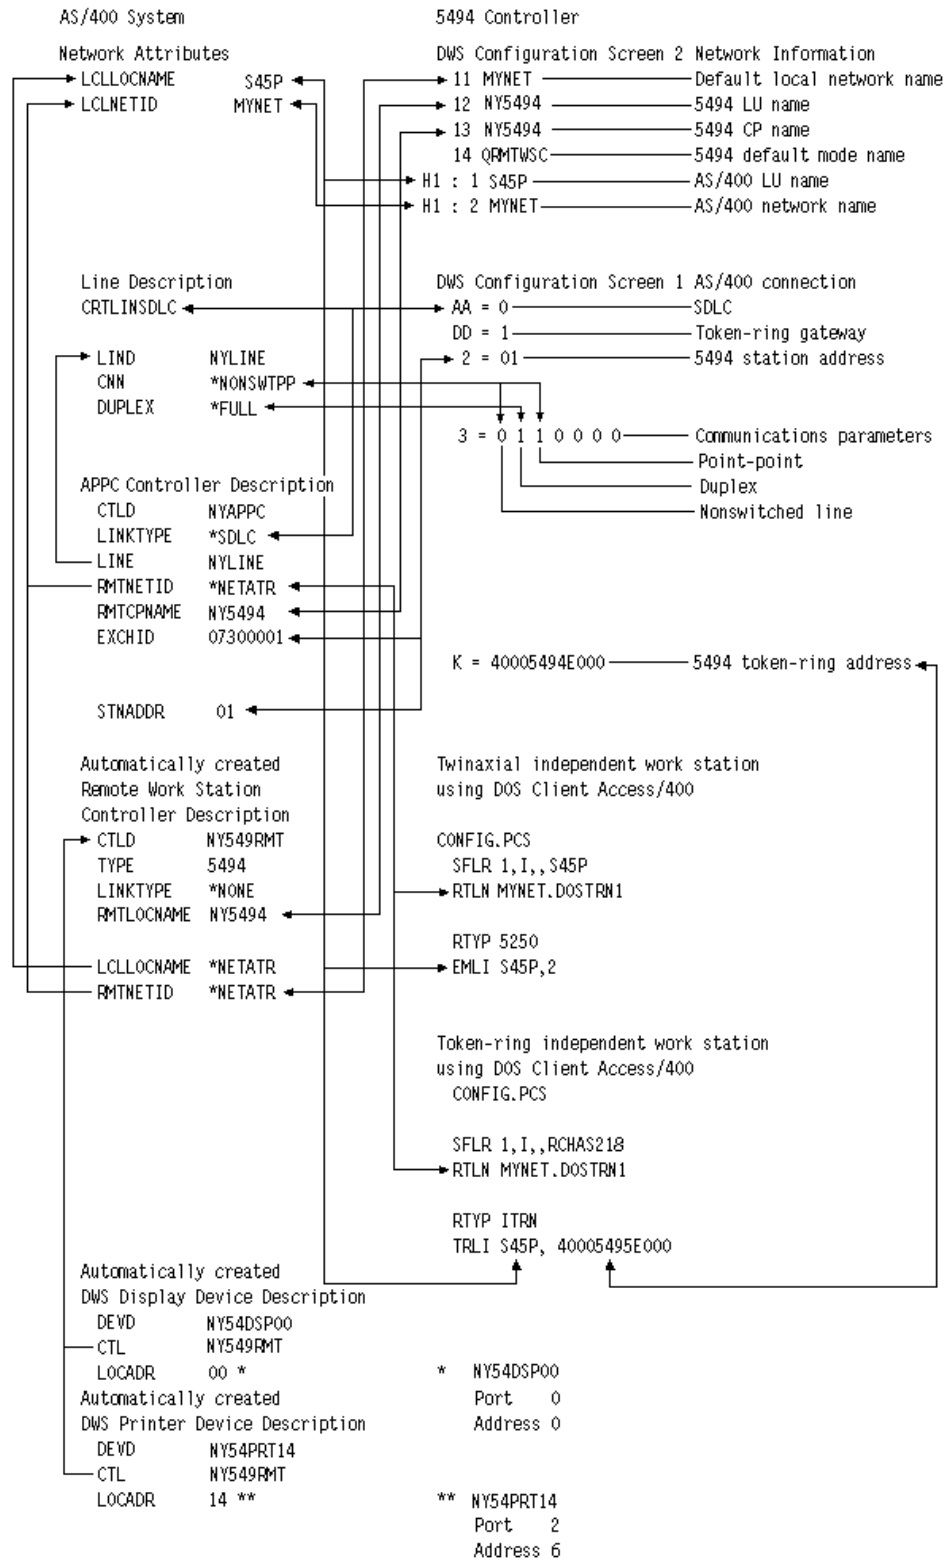 AS/400 System 5494 Controller
Network Attributes DWS Configuration Screen 2 Network Information
LCLLOCNAME S45P 11 MYNET Default local network name
LCLNETID MYNET 12 NY5494 5494 LU name
13 NY5494 5494 CP name
14 QRMTWSC 5494 default mode name
H1 : 1 S45P AS/400 LU name
H1 : 2 MYNET AS/400 network name
Line Description DWS Configuration Screen 1 AS/400 connection
CRTLINSDLC AA = 0 SDLC
DD = 1 Token-ring gateway
LIND NYLINE 2 = 01 5494 station address
CNN *NONSWTPP
DUPLEX *FULL
3 = 0 1 1 0 0 0 0 Communications parameters
Point-point
APPC Controller Description Duplex
CTLD NYAPPC Nonswitched line
LINKTYPE *SDLC
LINE NYLINE
RMTNETID *NETATR
RMTCPNAME NY5494
EXCHID 07300001
K = 40005494E000 5494 token-ring address
STNADDR 01
Automatically created Twinaxial independent work station
Remote Work Station using DOS Client Access/400
Controller Description
CTLD NY549RMT CONFIG.PCS
TYPE 5494 SFLR 1,I,,S45P
LINKTYPE *NONE RTLN MYNET.DOSTRN1
RMTLOCNAME NY5494
RTYP 5250
LCLLOCNAME *NETATR EMLI S45P,2
RMTNETID *NETATR
Token-ring independent work station
using DOS Client Access/400
CONFIG.PCS
SFLR 1,I,,RCHAS218
RTLN MYNET.DOSTRN1
RTYP ITRN
TRLI S45P, 40005495E000
Automatically created
DWS Display Device Description
DEVD NY54DSP00
CTL NY549RMT
LOCADR 00 * * NY54DSP00
Automatically created Port 0
DWS Printer Device Description Address 0
DEVD NY54PRT14
CTL NY549RMT
LOCADR 14 ** ** NY54PRT14
Port 2
Address 6